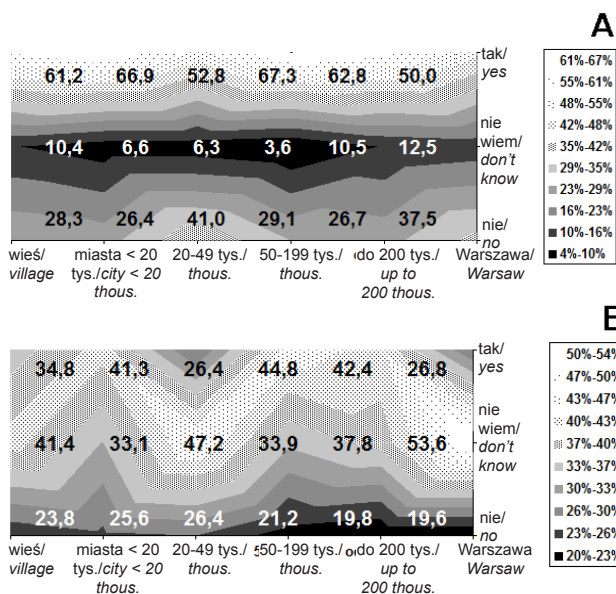 A
tak/
yes
61,2 66,9 52,8 67,3 62,8 50,0
nie
wiem/
don't
know
10,4 6,6 6,3 3,6 10,5 12,5
nie/
no
28,3 26,4 41,0 29,1 26,7 37,5
wieś/
village
miasta < 20
tys./city < 20
thous.
20-49 tys./
thous.
50-199 tys./
thous.
do 200 tys./
up to
200 thous.
Warszawa/
Warsaw
61%-67%
55%-61%
48%-55%
42%-48%
35%-42%
29%-35%
23%-29%
16%-23%
10%-16%
4%-10%
B
tak/
yes
34,8 41,3 26,4 44,8 42,4 26,8
nie
wiem/
don't
know
41,4 33,1 47,2 33,9 37,8 53,6
nie/
no
23,8 25,6 26,4 21,2 19,8 19,6
wieś/
village
miasta < 20
tys./city < 20
thous.
20-49 tys./
thous.
50-199 tys./
thous.
do 200 tys./
up to
200 thous.
Warszawa
Warsaw
50%-54%
47%-50%
43%-47%
40%-43%
37%-40%
33%-37%
30%-33%
26%-30%
23%-26%
20%-23%